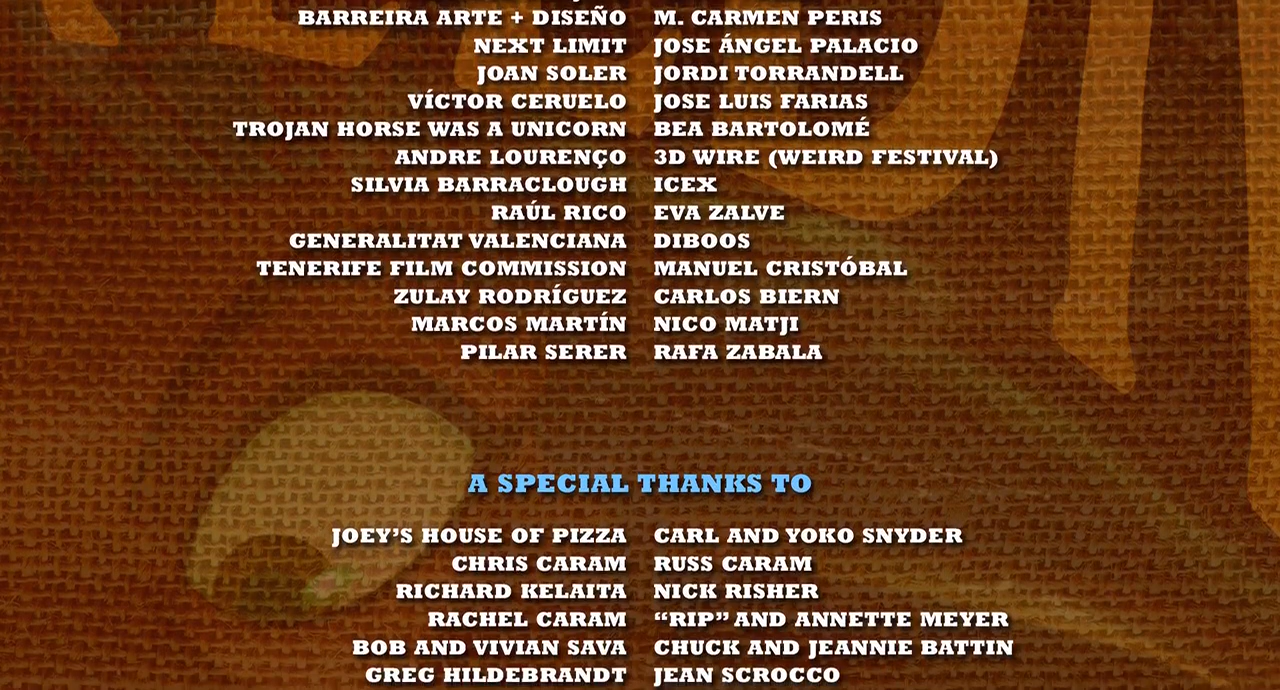 BARREIRA ARTE + DISEÑO M. CARMEN PERIS
NEXT LIMIT JOSE ÁNGEL PALACIO
JOAN SOLER JORDI TORRANDELL
VÍCTOR CERUELO JOSE LUIS FARIAS
TROJAN HORSE WAS A UNICORN BEA BARTOLOMÉ
ANDRE LOURENÇO 3D WIRE (WEIRD FESTIVAL)
SILVIA BARRACLOUGH ICEX
RAÚL RICO EVA ZALVE
GENERALITAT VALENCIANA DIBOOS
TENERIFE FILM COMMISSION MANUEL CRISTÓBAL
ZULAY RODRÍGUEZ CARLOS BIERN
MARCOS MARTÍN NICO MATJI
PILAR SERER RAFA ZABALA
A SPECIAL THANKS TO
JOEY'S HOUSE OF PIZZA CARL AND YOKO SNYDER
CHRIS CARAM RUSS CARAM
RICHARD KELAITA NICK RISHER
RACHEL CARAM “RIP” AND ANNETTE MEYER
BOB AND VIVIAN SAVA CHUCK AND JEANNIE BATTIN
GREG HILDEBRANDT JEAN SCROCCO